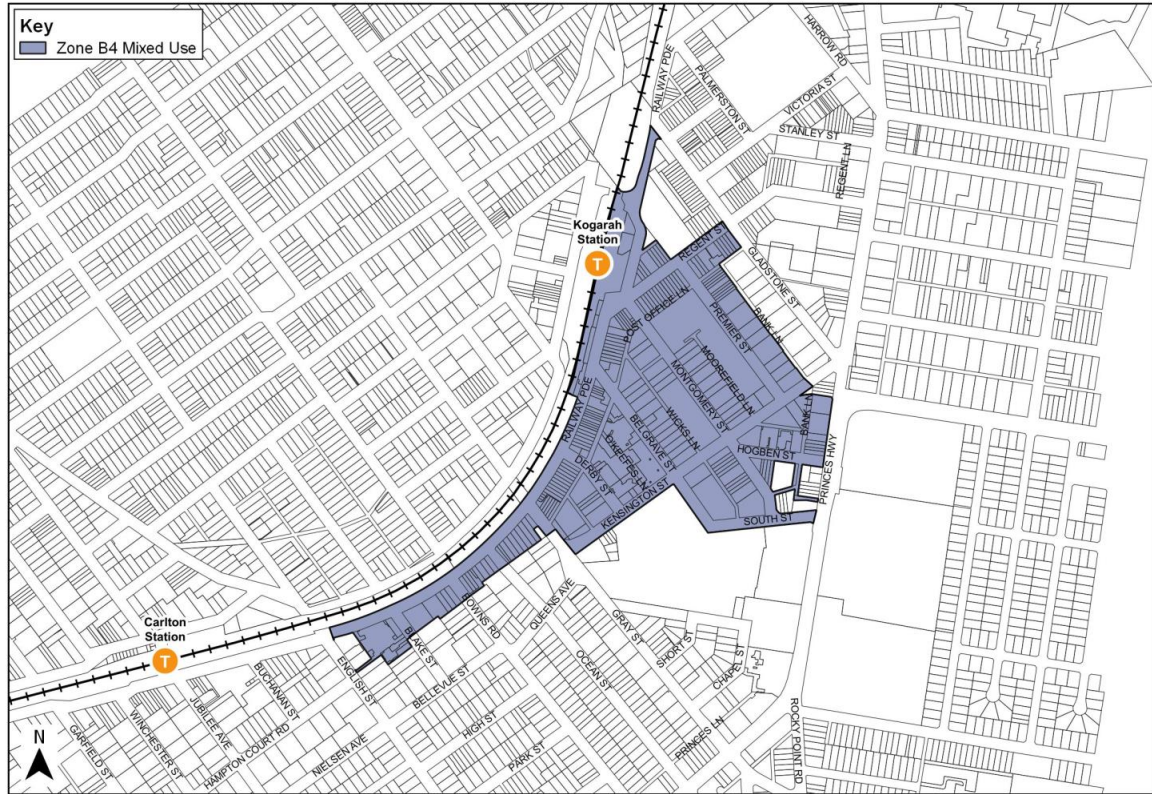 Key
Zone B4 Mixed Use
HARROW RD
RAILWAY PDE
PALMERSTON ST
VICTORIA ST
STANLEY ST
REGENT LN
Kogarah
Station
T
REGENT ST
GLADSTONE ST
POST OFFICE LN
PREMIER ST
BANK LN
MOOREFIELD LN
MONTGOMERY ST
RAILWAY PDE
WICKS LN
BELGRAVE ST
BANK LN
O'KEEFES LN
HOGBEN ST
DERBY ST
PRINCES HWY
KENSINGTON ST
SOUTH ST
Carlton
Station
T
BOWNS RD
QUEENS AVE
BLAKE ST
GRAY ST
SHORT ST
ENGLISH ST
BELLEVUE ST
OCEAN ST
CHAPEL ST
BUCHANAN ST
JUBILEE AVE
WINCHESTER ST
HAMPTON COURT RD
HIGH ST
PRINCES LN
ROCKY POINT RD
GARFIELD ST
NIELSEN AVE
PARK ST
N